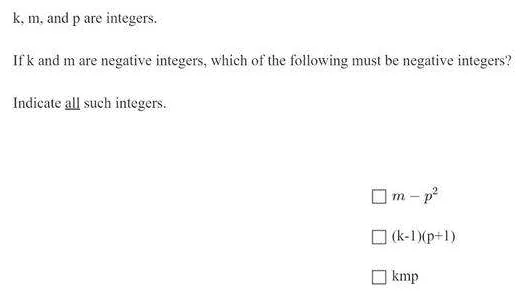 k, m, and p are integers.
If k and m are negative integers, which of the following must be negative integers?
Indicate all such integers.
m − p²
(k-1)(p+1)
kmp